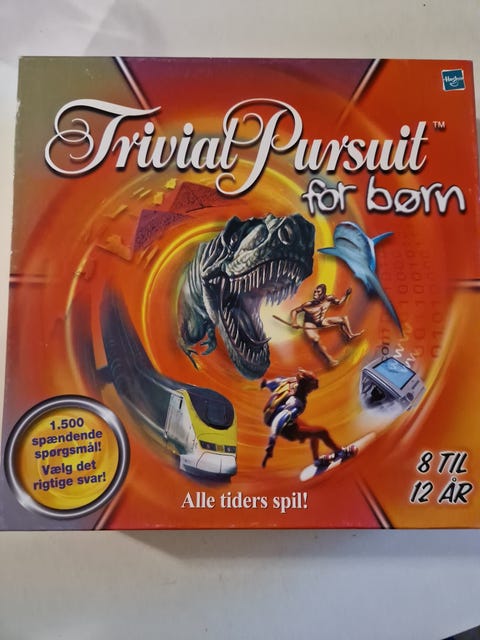 Hasbro
Trivial Pursuit™
for børn
1.500
spændende
spørgsmål!
Vælg det
rigtige svar!
Alle tiders spil!
8 TIL
12 ÅR